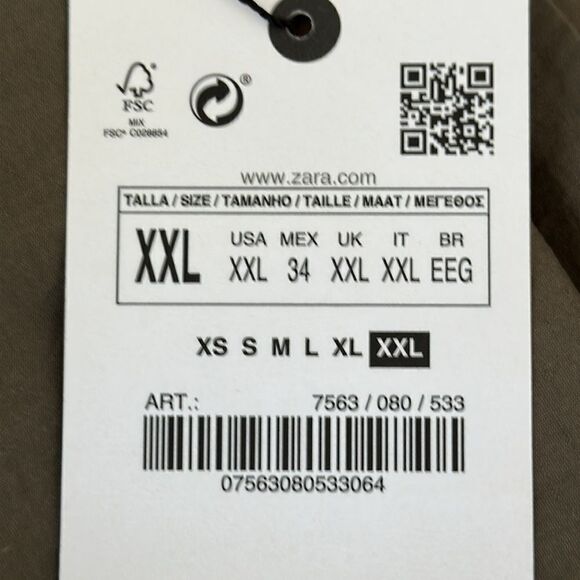 FSC
MIX
FSC® C028654
®
www.zara.com
TALLA / SIZE / TAMANHO / TAILLE / MAAT / ΜΕΓΕΘΟΣ
USA MEX UK IT BR
XXL XXL 34 XXL XXL EEG
XS S M L XL XXL
ART.: 7563 / 080 / 533
07563080533064